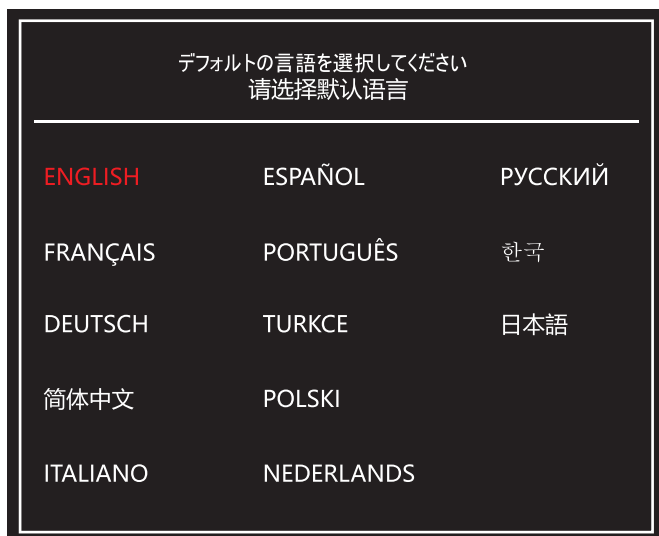 デフォルトの言語を選択してください
请选择默认语言
ENGLISH ESPAÑOL РУССКИЙ
FRANÇAIS PORTUGUÊS 한국
DEUTSCH TURKCE 日本語
简体中文 POLSKI
ITALIANO NEDERLANDS